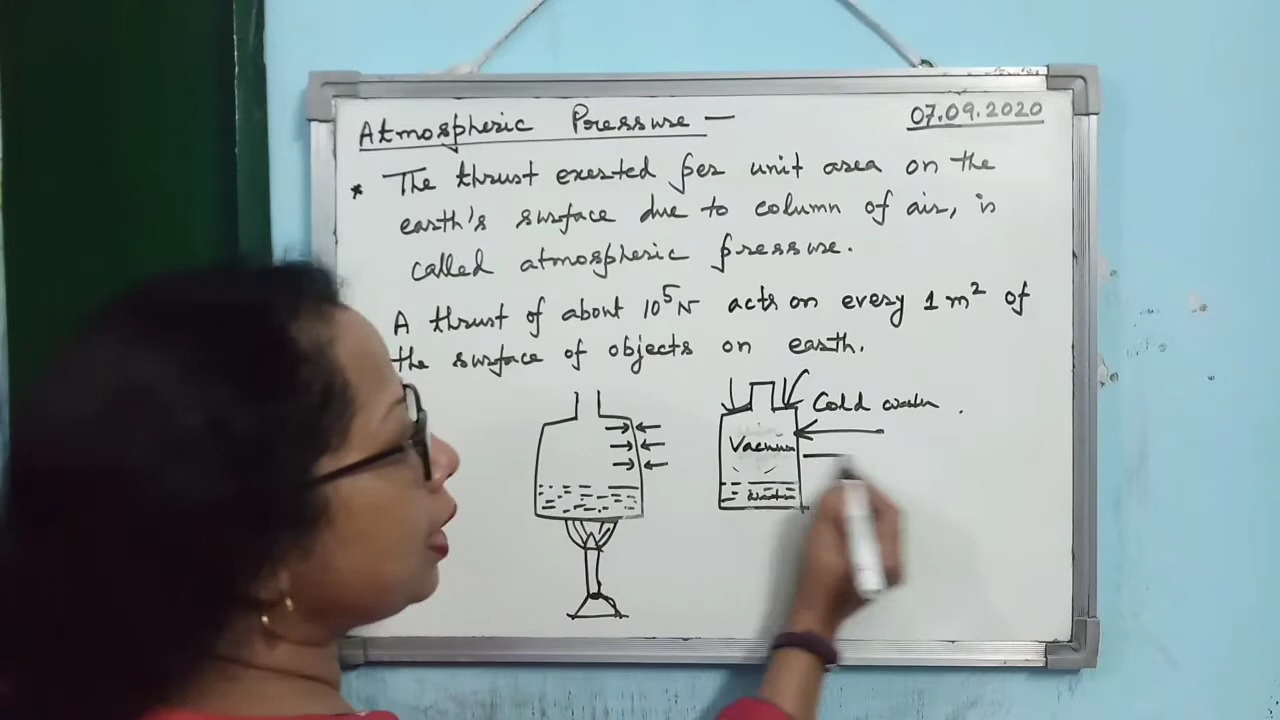 Atmospheric Pressure —
07.09.2020
* The thrust exerted per unit area on the
earth's surface due to column of air, is
called atmospheric pressure.
A thrust of about 10⁵N acts on every 1 m² of
the surface of objects on earth.
Cold water
Vacuum
water